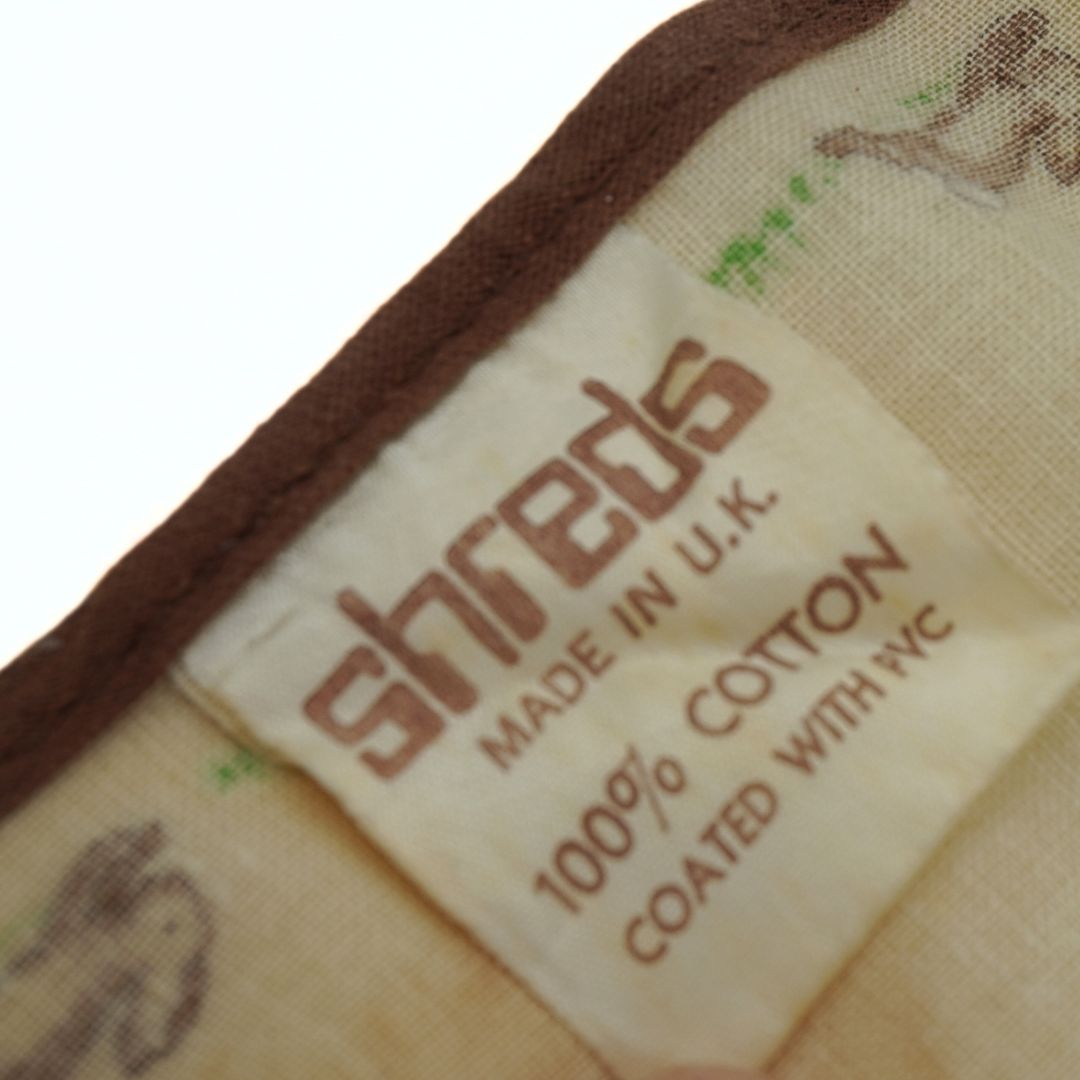 shreds
MADE IN U.K.
100% COTTON
COATED WITH PVC